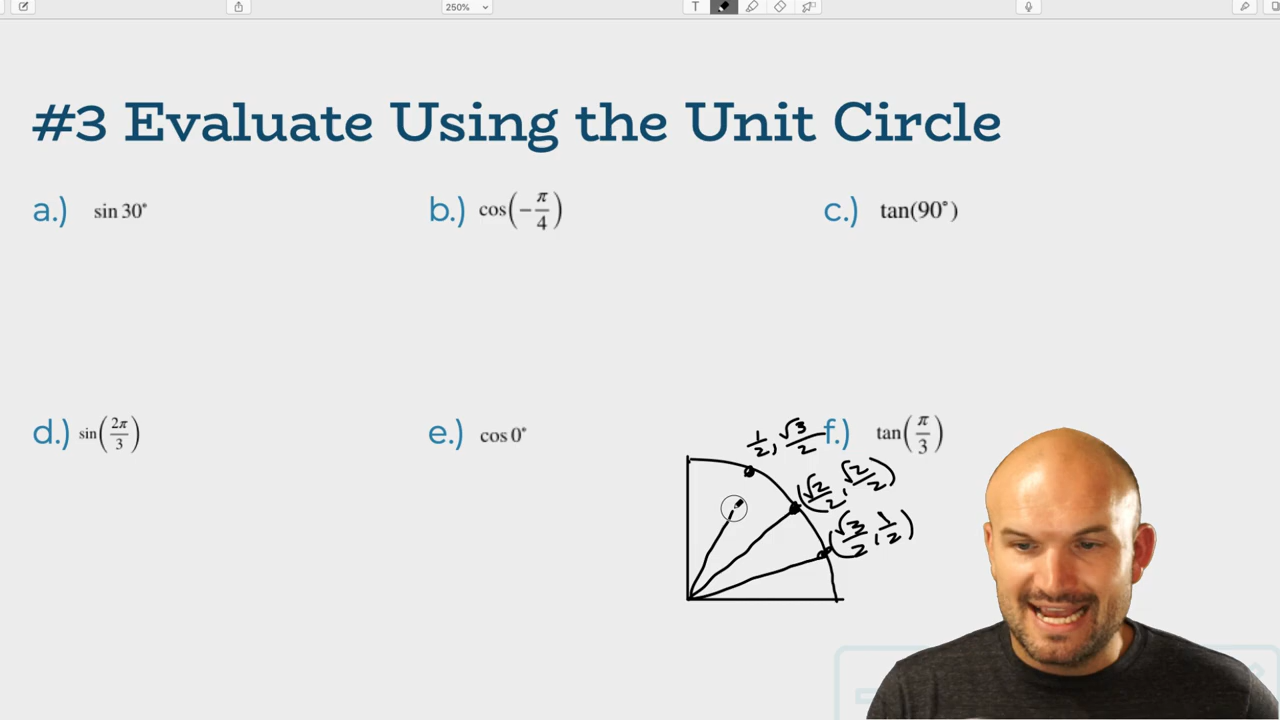 250%
T
#3 Evaluate Using the Unit Circle
a.) sin 30°
b.) cos(−π/4)
c.) tan(90°)
d.) sin(2π/3)
e.) cos 0°
f.) tan(π/3)
1/2, √3/2
(√2/2, √2/2)
(√3/2, 1/2)